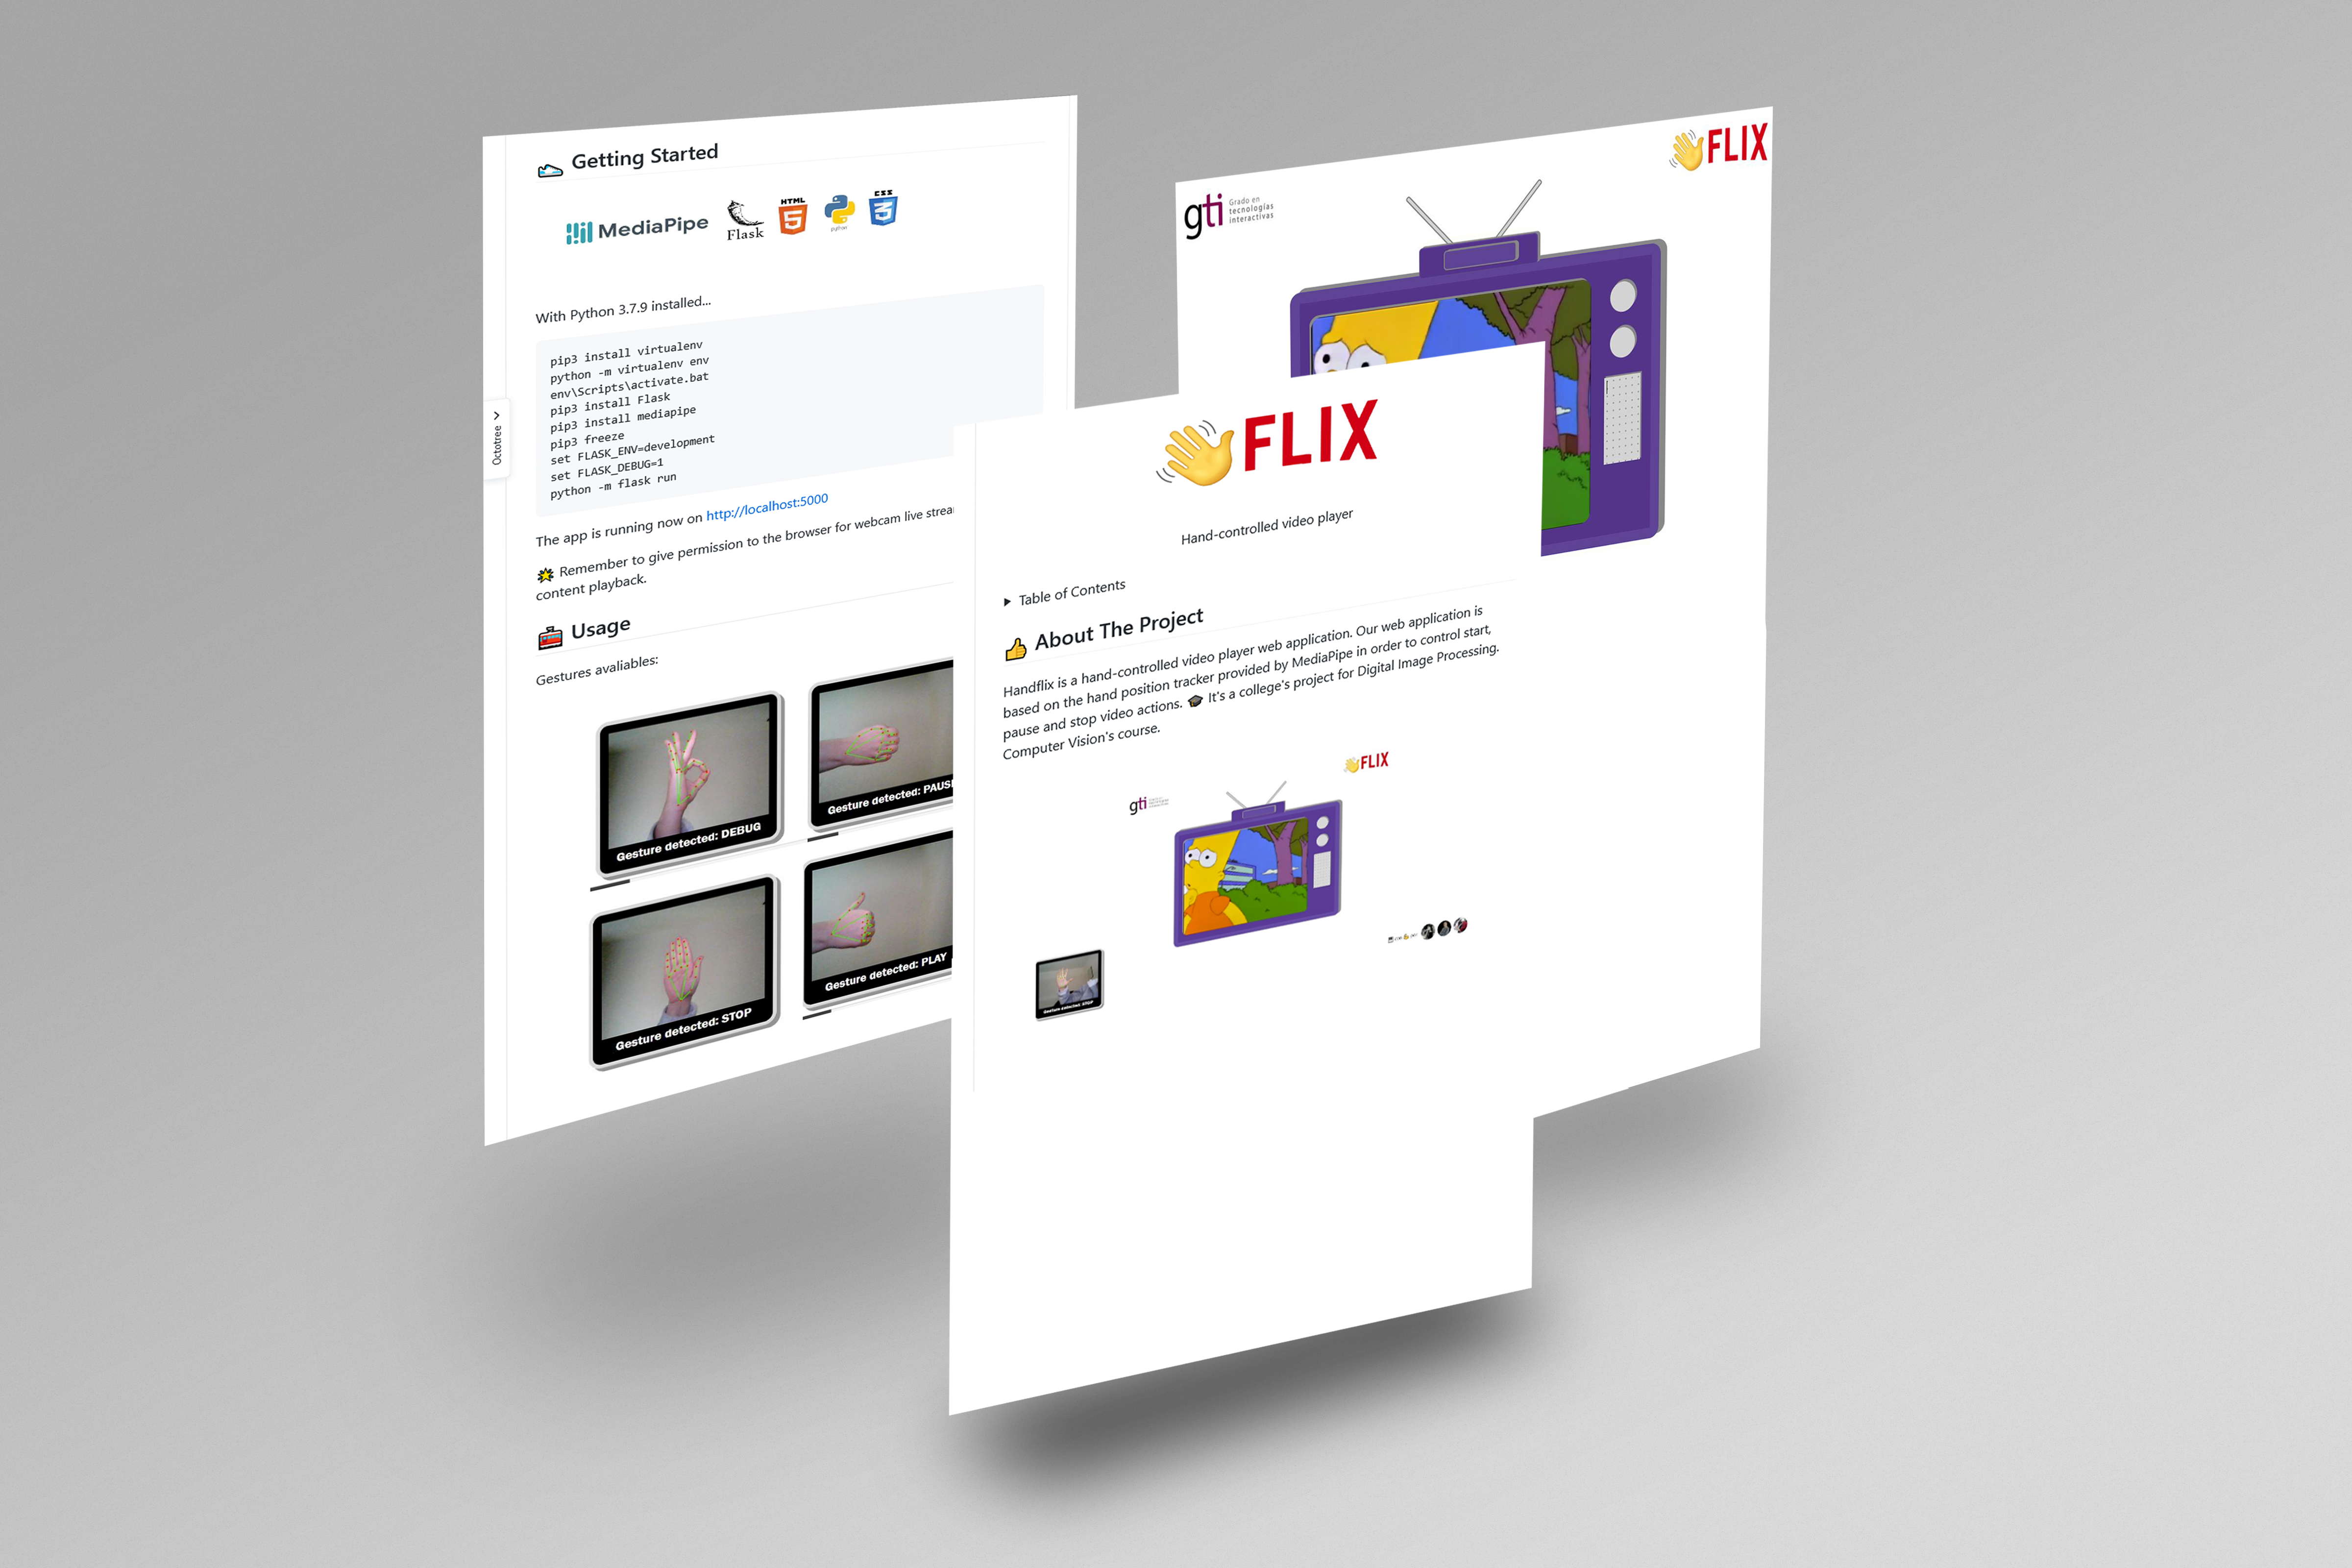 Getting Started
MediaPipe
Flask
HTML
5
python
CSS
3
With Python 3.7.9 installed...
pip3 install virtualenv
python -m virtualenv env
env\Scripts\activate.bat
pip3 install Flask
pip3 install mediapipe
pip3 freeze
set FLASK_ENV=development
set FLASK_DEBUG=1
python -m flask run
Octotree
The app is running now on http://localhost:5000
Remember to give permission to the browser for webcam live
content playback.
Usage
Gestures avaliables:
Gesture detected: DEBUG
Gesture detected:
Gesture detected: STOP
Gesture detected: PLAY
FLIX
Hand-controlled video player
Table of Contents
About The Project
Handflix is a hand-controlled video player web application. Our web application is
based on the hand position tracker provided by MediaPipe in order to control start,
pause and stop video actions. It's a college's project for Digital Image Processing.
Computer Vision's course.
FLIX
gti
Gesture detected: STOP
gti Grado en
tecnologías
interactivas
FLIX